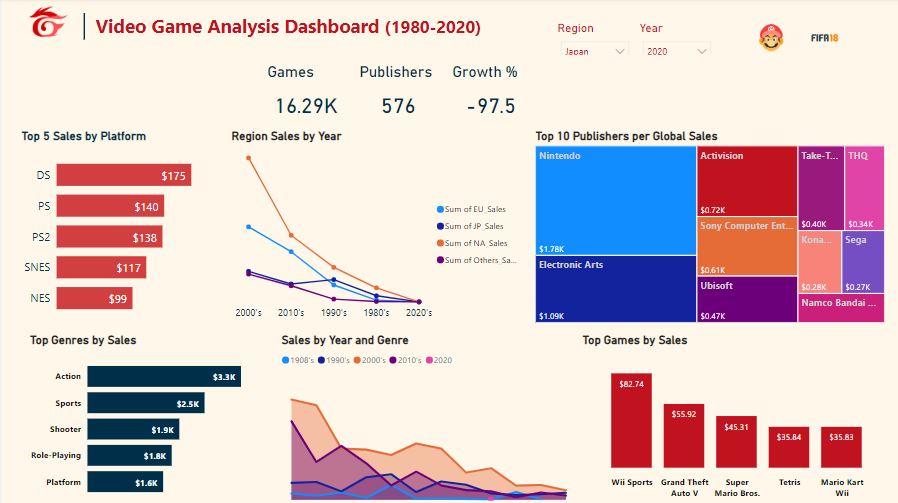 Video Game Analysis Dashboard (1980-2020)
Region
Japan
Year
2020
FIFA18
Games
Publishers
Growth %
16.29K
576
-97.5
Top 5 Sales by Platform
DS
$175
PS
$140
PS2
$138
SNES
$117
NES
$99
Region Sales by Year
2000's
2010's
1990's
1980's
2020's
Sum of EU_Sales
Sum of JP_Sales
Sum of NA_Sales
Sum of Others_Sa...
Top 10 Publishers per Global Sales
Nintendo
$1.78K
Electronic Arts
$1.09K
Activision
$0.72K
Sony Computer Ent...
$0.61K
Ubisoft
$0.47K
Take-T...
$0.40K
THQ
$0.34K
Kona...
$0.28K
Sega
$0.27K
Namco Bandai ...
Top Genres by Sales
Action
$3.3K
Sports
$2.5K
Shooter
$1.9K
Role-Playing
$1.8K
Platform
$1.6K
Sales by Year and Genre
1908's
1990's
2000's
2010's
2020
Top Games by Sales
$82.74
$55.92
$45.31
$35.84
$35.83
Wii Sports
Grand Theft
Auto V
Super
Mario Bros.
Tetris
Mario Kart
Wii